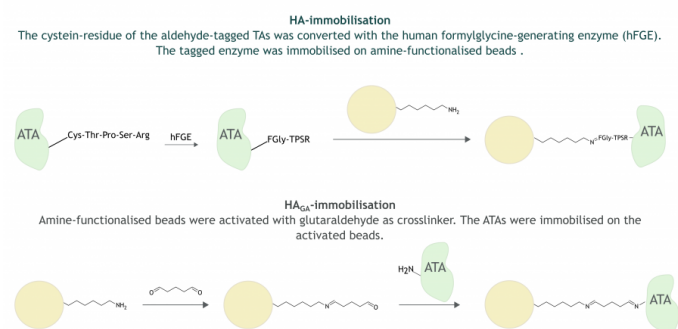 HA-immobilisation
The cystein-residue of the aldehyde-tagged TAs was converted with the human formylglycine-generating enzyme (hFGE).
The tagged enzyme was immobilised on amine-functionalised beads .
NH₂
ATA
Cys-Thr-Pro-Ser-Arg
hFGE
ATA
FGly-TPSR
N
FGly-TPSR
ATA
HA_GA-immobilisation
Amine-functionalised beads were activated with glutaraldehyde as crosslinker. The ATAs were immobilised on the
activated beads.
H₂N
ATA
NH₂
O
O
N
O
N
N
ATA